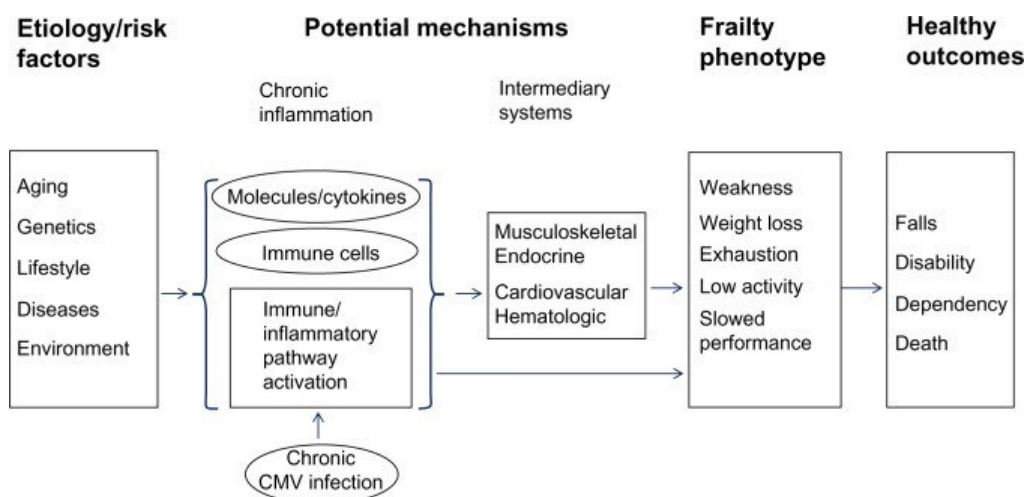 Etiology/risk
factors
Potential mechanisms
Frailty
phenotype
Healthy
outcomes
Chronic
inflammation
Intermediary
systems
Aging
Genetics
Lifestyle
Diseases
Environment
Molecules/cytokines
Immune cells
Immune/
inflammatory
pathway
activation
Chronic
CMV infection
Musculoskeletal
Endocrine
Cardiovascular
Hematologic
Weakness
Weight loss
Exhaustion
Low activity
Slowed
performance
Falls
Disability
Dependency
Death